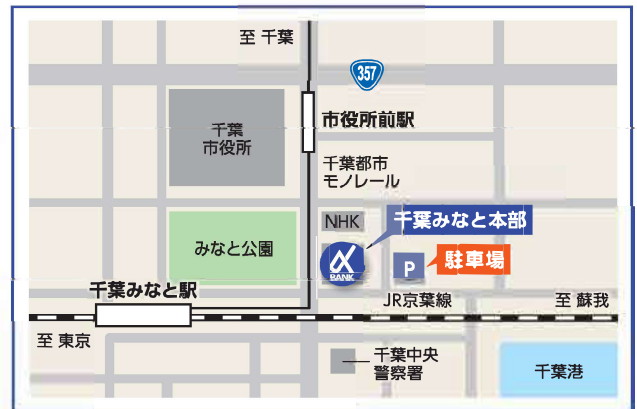 至 千葉
357
市役所前駅
千葉
市役所
千葉都市
モノレール
NHK
千葉みなと本部
みなと公園
BANK
P
駐車場
千葉みなと駅
JR京葉線
至 蘇我
至 東京
千葉中央
警察署
千葉港